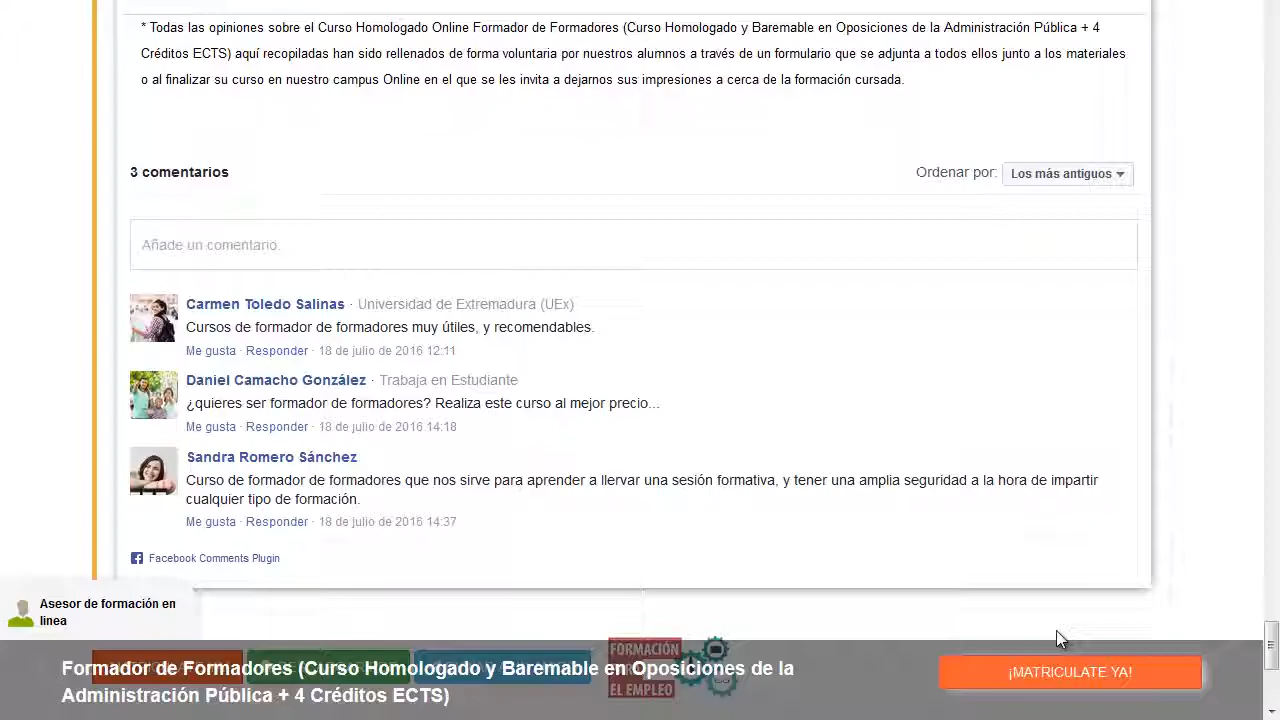 * Todas las opiniones sobre el Curso Homologado Online Formador de Formadores (Curso Homologado y Baremable en Oposiciones de la Administración Pública + 4
Créditos ECTS) aquí recopiladas han sido rellenados de forma voluntaria por nuestros alumnos a través de un formulario que se adjunta a todos ellos junto a los materiales
o al finalizar su curso en nuestro campus Online en el que se les invita a dejarnos sus impresiones a cerca de la formación cursada.
3 comentarios
Ordenar por: Los más antiguos
Añade un comentario.
Carmen Toledo Salinas · Universidad de Extremadura (UEx)
Cursos de formador de formadores muy útiles, y recomendables.
Me gusta · Responder · 18 de julio de 2016 12:11
Daniel Camacho González · Trabaja en Estudiante
¿quieres ser formador de formadores? Realiza este curso al mejor precio...
Me gusta · Responder · 18 de julio de 2016 14:18
Sandra Romero Sánchez
Curso de formador de formadores que nos sirve para aprender a llervar una sesión formativa, y tener una amplia seguridad a la hora de impartir
cualquier tipo de formación.
Me gusta · Responder · 18 de julio de 2016 14:37
Facebook Comments Plugin
Asesor de formación en
linea
FORMACIÓN
EL EMPLEO
Formador de Formadores (Curso Homologado y Baremable en Oposiciones de la
Administración Pública + 4 Créditos ECTS)
¡MATRICULATE YA!